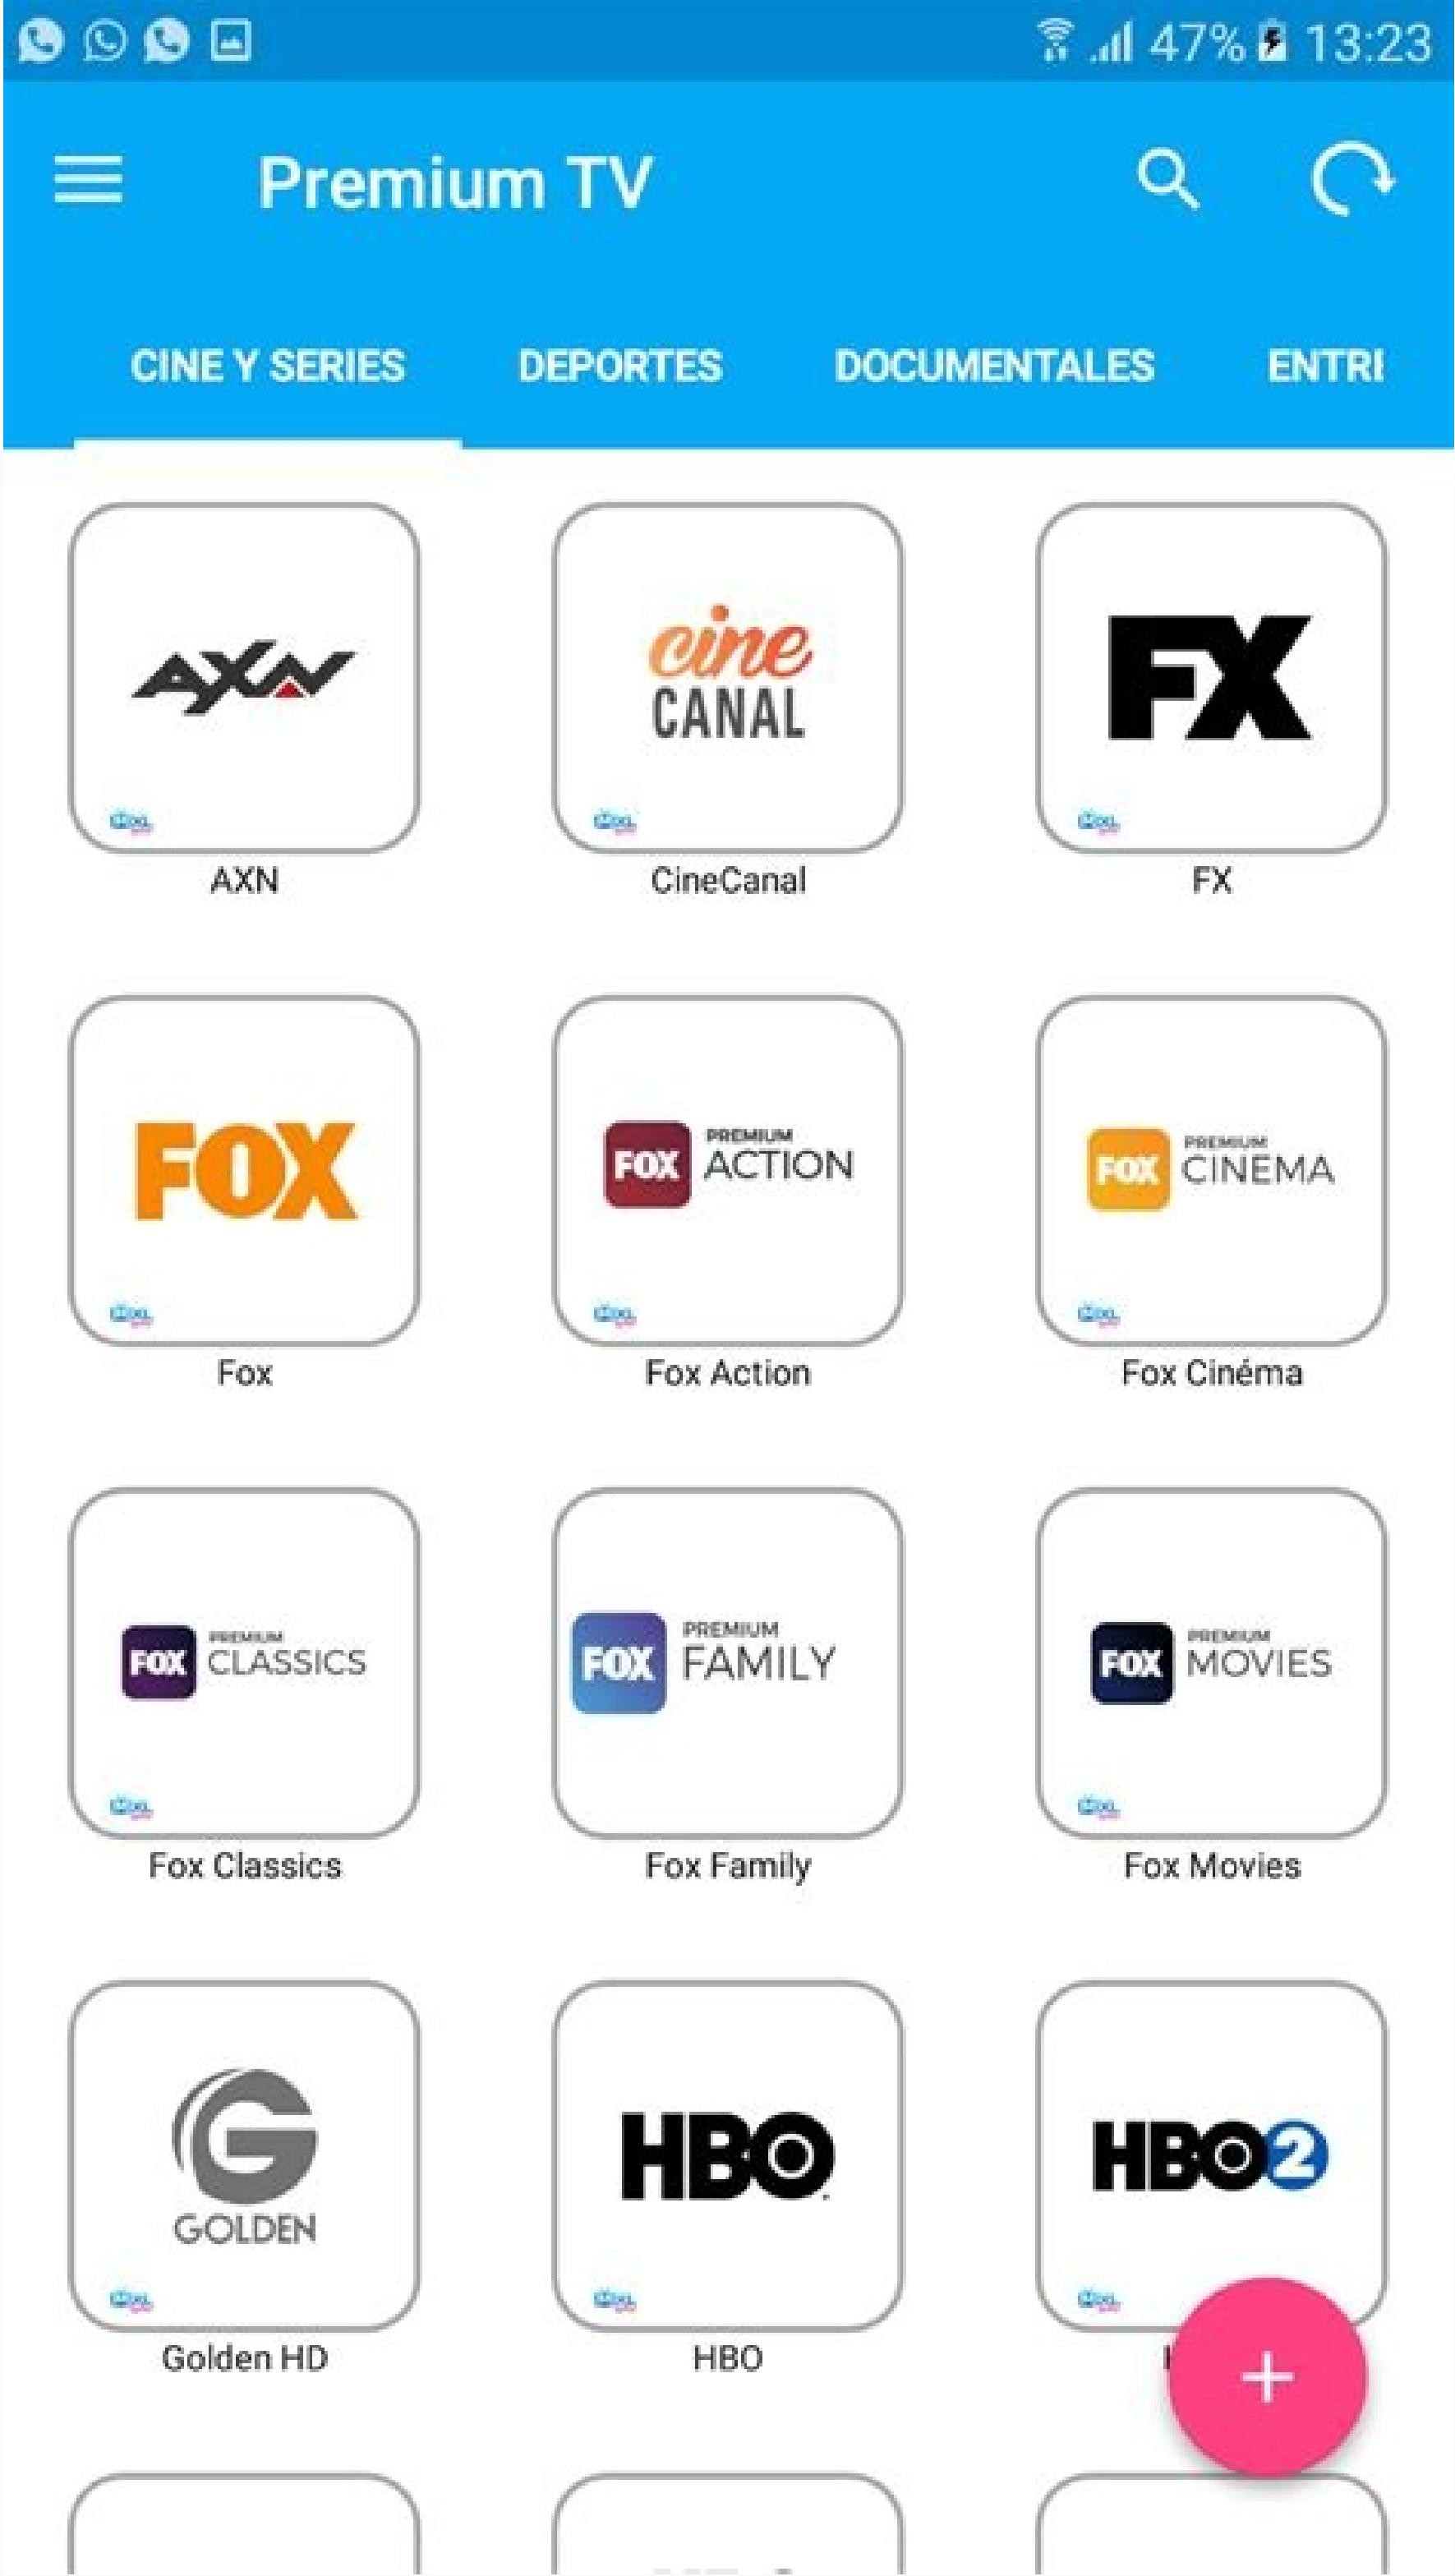 47% 13:23
Premium TV
CINE Y SERIES DEPORTES DOCUMENTALES ENTRE
AXN
cine
CANAL
FX
AXN CineCanal FX
FOX
FOX PREMIUM
ACTION
FOX PREMIUM
CINEMA
Fox Fox Action Fox Cinéma
FOX PREMIUM
CLASSICS
FOX PREMIUM
FAMILY
FOX PREMIUM
MOVIES
Fox Classics Fox Family Fox Movies
G
GOLDEN
HBO
HBO2
Golden HD HBO